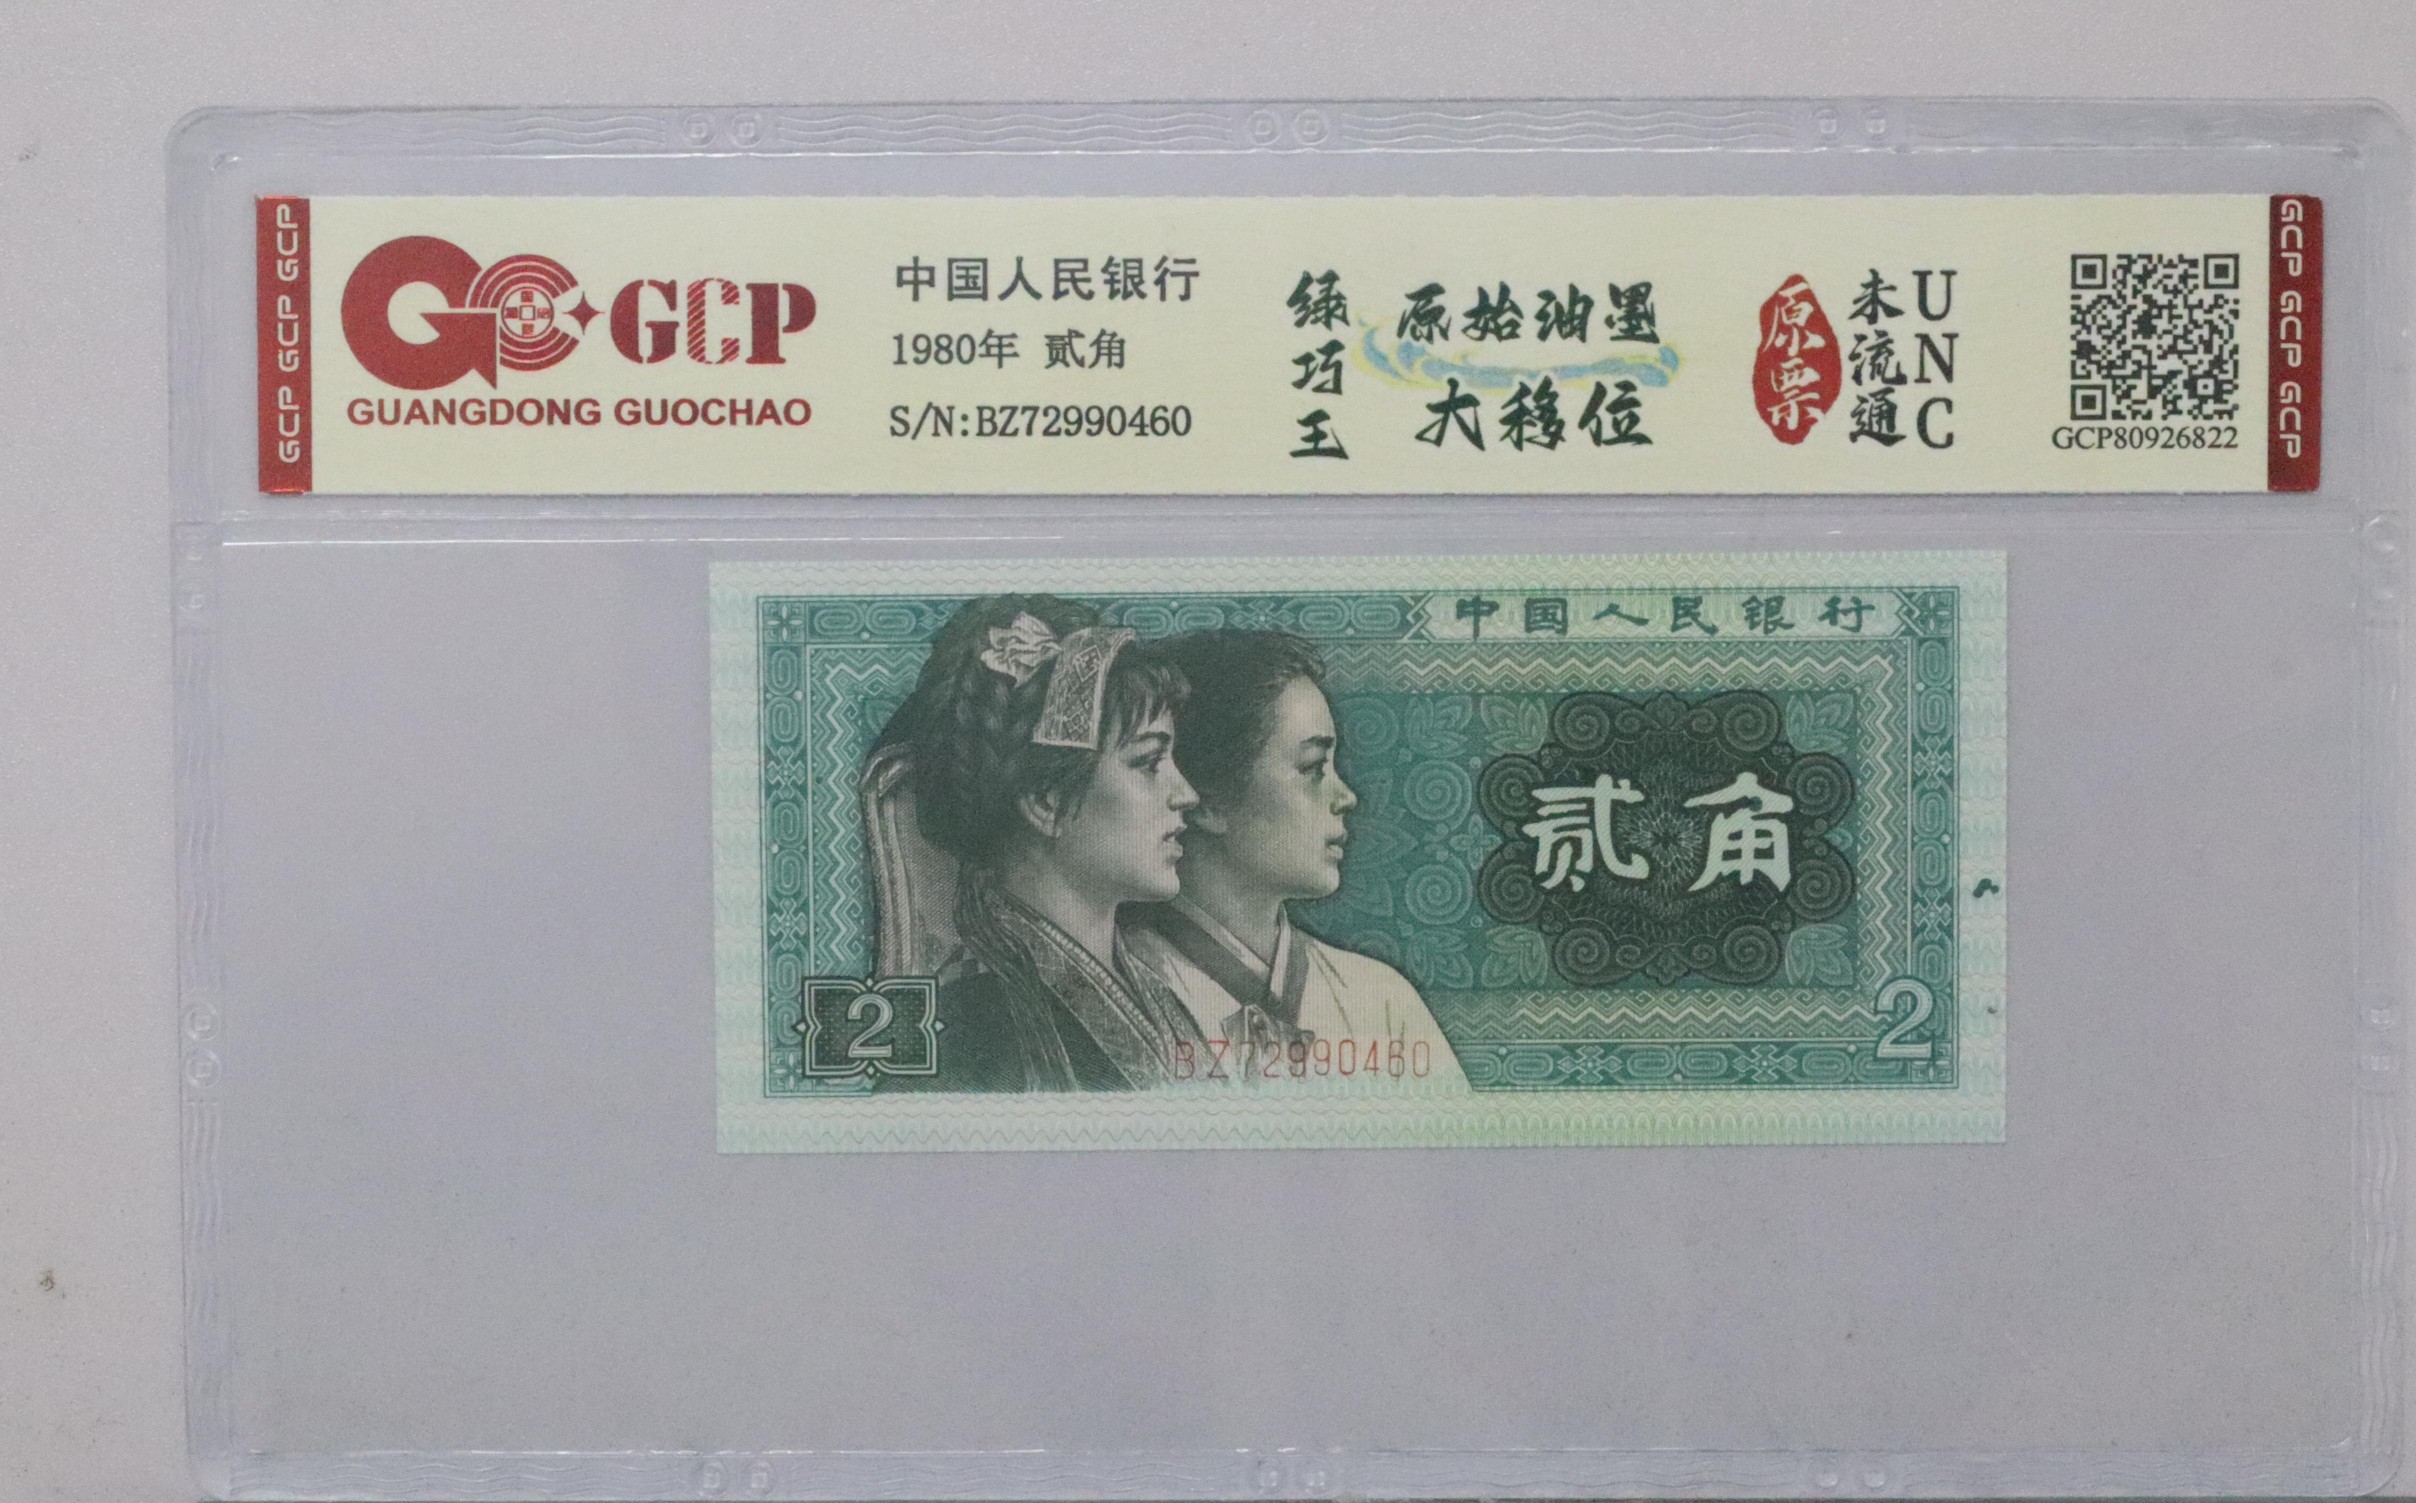 GCP GCP GCP
GCP
GUANGDONG GUOCHAO
中国人民银行
1980年 贰角
S/N:BZ72990460
绿巧王
原始油墨
大移位
原票
未流通
UNC
GCP80926822
GCP GCP GCP
中国人民银行
贰角
2
2
BZ72990460